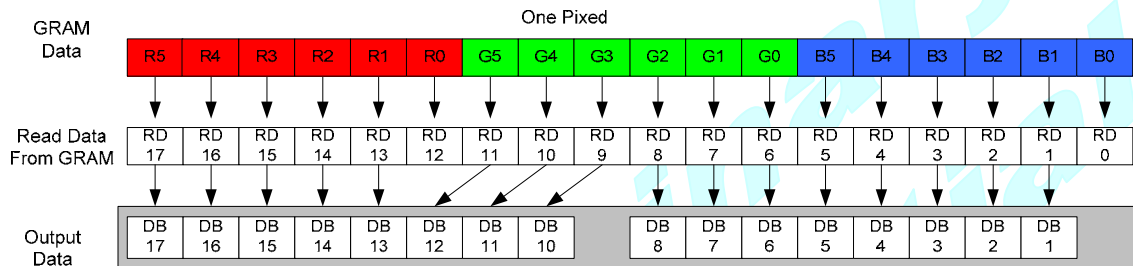 One Pixed
GRAM Data
R5 R4 R3 R2 R1 R0 G5 G4 G3 G2 G1 G0 B5 B4 B3 B2 B1 B0
Read Data From GRAM
RD 17 RD 16 RD 15 RD 14 RD 13 RD 12 RD 11 RD 10 RD 9 RD 8 RD 7 RD 6 RD 5 RD 4 RD 3 RD 2 RD 1 RD 0
Output Data
DB 17 DB 16 DB 15 DB 14 DB 13 DB 12 DB 11 DB 10 DB 8 DB 7 DB 6 DB 5 DB 4 DB 3 DB 2 DB 1